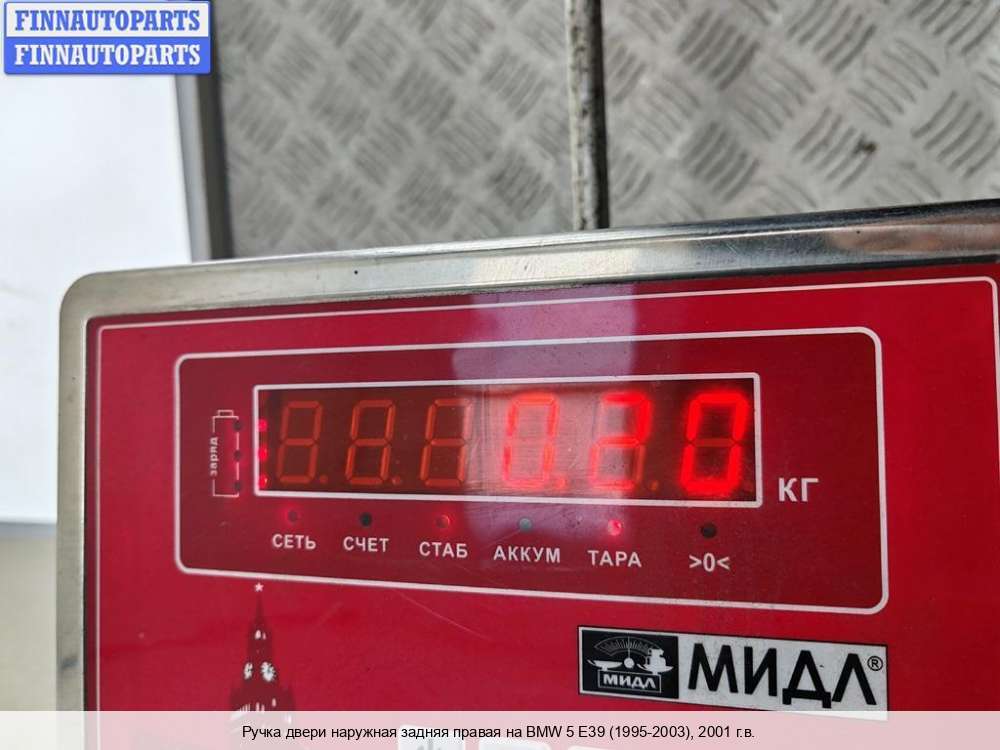 FINNAUTOPARTS
FINNAUTOPARTS
заряд
0.20
КГ
СЕТЬ СЧЕТ СТАБ АККУМ ТАРА >0<
МИДЛ
МИДЛ®
Ручка двери наружная задняя правая на BMW 5 E39 (1995-2003), 2001 г.в.